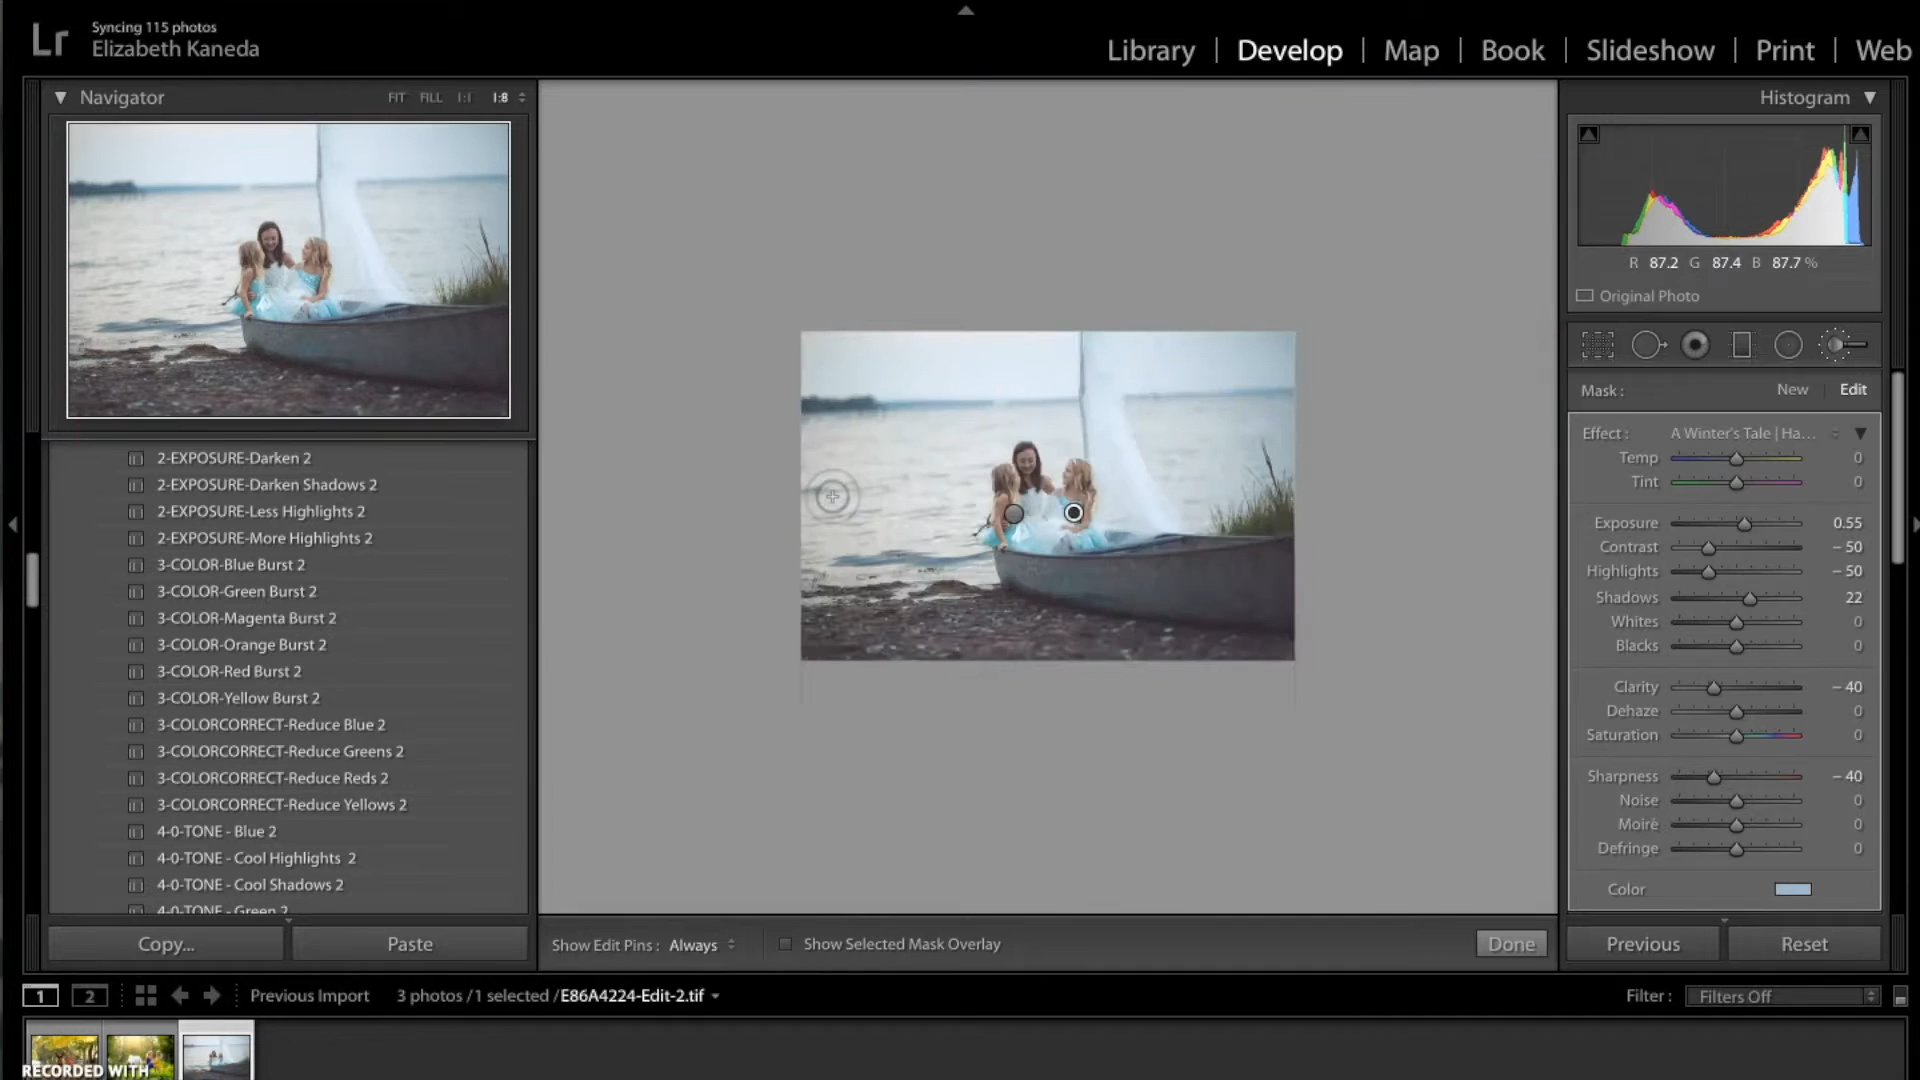 Lr
Syncing 115 photos
Elizabeth Kaneda
Library | Develop | Map | Book | Slideshow | Print | Web
Navigator FIT FILL 1:1 1:8
2-EXPOSURE-Darken 2
2-EXPOSURE-Darken Shadows 2
2-EXPOSURE-Less Highlights 2
2-EXPOSURE-More Highlights 2
3-COLOR-Blue Burst 2
3-COLOR-Green Burst 2
3-COLOR-Magenta Burst 2
3-COLOR-Orange Burst 2
3-COLOR-Red Burst 2
3-COLOR-Yellow Burst 2
3-COLORCORRECT-Reduce Blue 2
3-COLORCORRECT-Reduce Greens 2
3-COLORCORRECT-Reduce Reds 2
3-COLORCORRECT-Reduce Yellows 2
4-0-TONE - Blue 2
4-0-TONE - Cool Highlights 2
4-0-TONE - Cool Shadows 2
4-0-TONE - Green 2
Copy... Paste
Show Edit Pins : Always Show Selected Mask Overlay Done
Histogram
R 87.2 G 87.4 B 87.7 %
Original Photo
Mask : New Edit
Effect : A Winter's Tale | Ha...
Temp 0
Tint 0
Exposure 0.55
Contrast – 50
Highlights – 50
Shadows 22
Whites 0
Blacks 0
Clarity – 40
Dehaze 0
Saturation 0
Sharpness – 40
Noise 0
Moiré 0
Defringe 0
Color
Previous Reset
1 2 Previous Import 3 photos /1 selected /E86A4224-Edit-2.tif Filter : Filters Off
RECORDED WITH